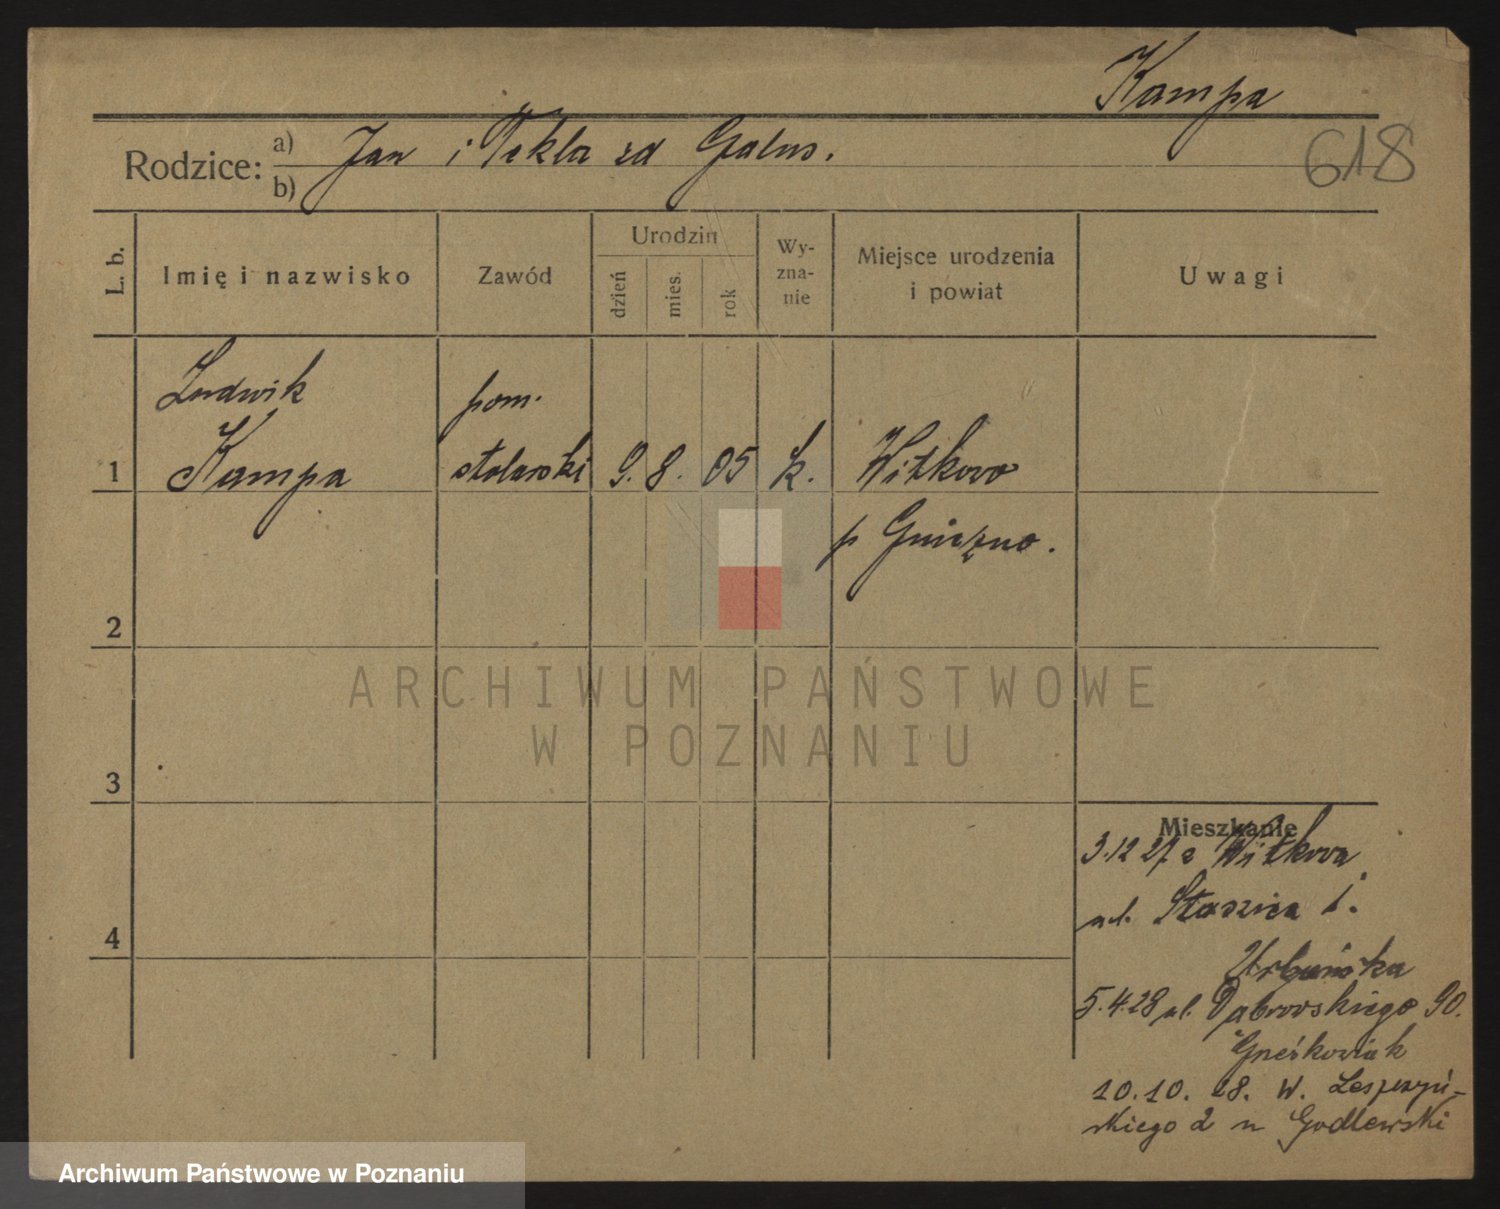 Kampa
618
Rodzice: a) Jan i Tekla zd Galus.
b)
L. b.
Imię i nazwisko
Zawód
Urodzin
dzień
mies.
rok
Wy-
zna-
nie
Miejsce urodzenia
i powiat
Uwagi
Ludwik
pom.
1 Kampa stolarski 9. 8. 05 k. Witkowo
p Gniezno.
2
ARCHIWUM PAŃSTWOWE
W POZNANIU
3
Mieszkanie
3.12 27 z Witkowa
ul. Staszica 1.
4
Urbańska
5.4.28 ul. Dąbrowskiego 90.
Gneśkowiak
10.10. 28. W. Leszczyń-
skiego 2 u Godlewski
Archiwum Państwowe w Poznaniu